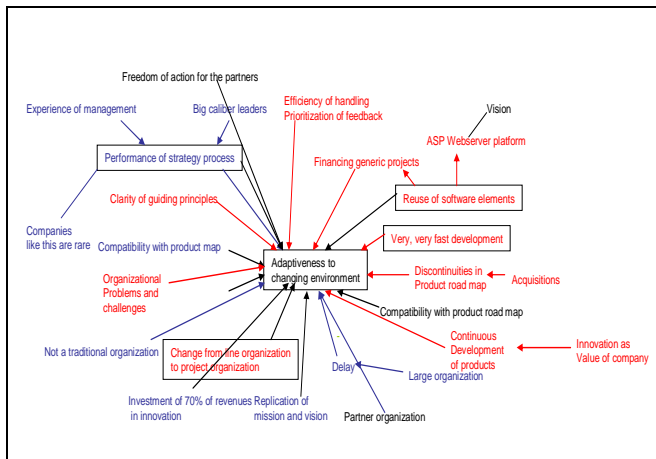 Freedom of action for the partners
Experience of management
Big caliber leaders
Efficiency of handling
Prioritization of feedback
Vision
ASP Webserver platform
Performance of strategy process
Financing generic projects
Clarity of guiding principles
Reuse of software elements
Companies
like this are rare
Compatibility with product map
Very, very fast development
Adaptiveness to
changing environment
Organizational
Problems and
challenges
Discontinuities in
Product road map
Acquisitions
Compatibility with product road map
Not a traditional organization
Change from line organization
to project organization
Continuous
Development
of products
Innovation as
Value of company
Delay
Large organization
Investment of 70% of revenues
in innovation
Replication of
mission and vision
Partner organization